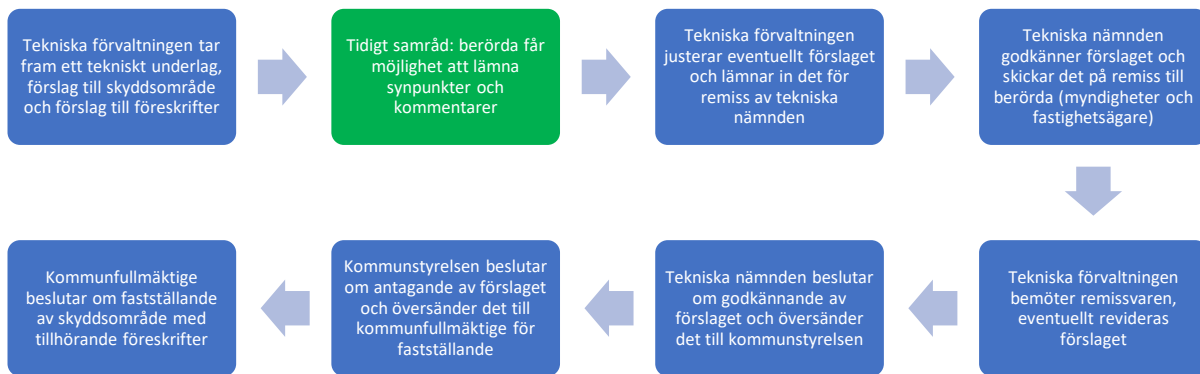 Tekniska förvaltningen tar
fram ett tekniskt underlag,
förslag till skyddsområde
och förslag till föreskrifter
Tidigt samråd: berörda får
möjlighet att lämna
synpunkter och
kommentarer
Tekniska förvaltningen
justerar eventuellt förslaget
och lämnar in det för
remiss av tekniska
nämnden
Tekniska nämnden
godkänner förslaget och
skickar det på remiss till
berörda (myndigheter och
fastighetsägare)
Tekniska förvaltningen
bemöter remissvaren,
eventuellt revideras
förslaget
Tekniska nämnden beslutar
om godkännande av
förslaget och översänder
det till kommunstyrelsen
Kommunstyrelsen beslutar
om antagande av förslaget
och översänder det till
kommunfullmäktige för
fastställande
Kommunfullmäktige
beslutar om fastställande
av skyddsområde med
tillhörande föreskrifter